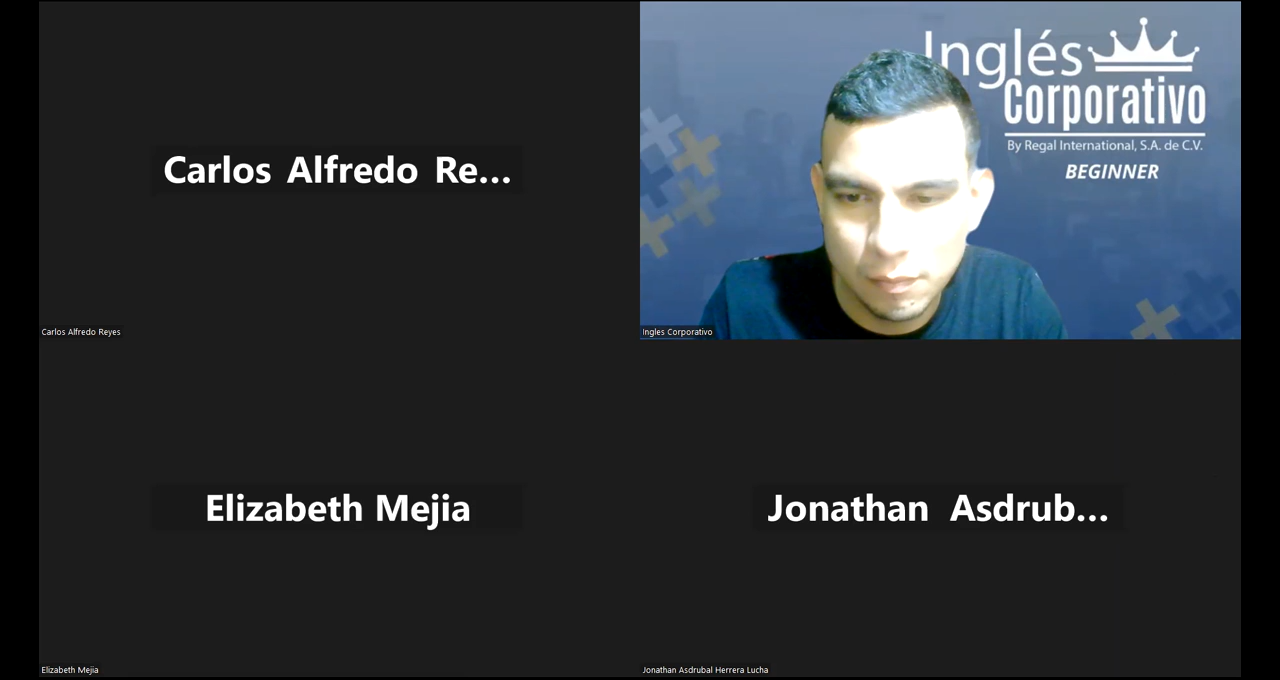 Carlos Alfredo Re...
Carlos Alfredo Reyes
Inglés
Corporativo
By Regal International, S.A. de C.V.
BEGINNER
Ingles Corporativo
Elizabeth Mejia
Elizabeth Mejia
Jonathan Asdrub...
Jonathan Asdrubal Herrera Lucha